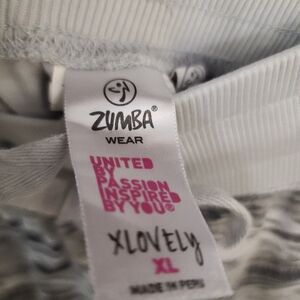 ZUMBA®
WEAR
UNITED
BY
PASSION
INSPIRED
BY YOU®
XLOVELY
XL
MADE IN PERU